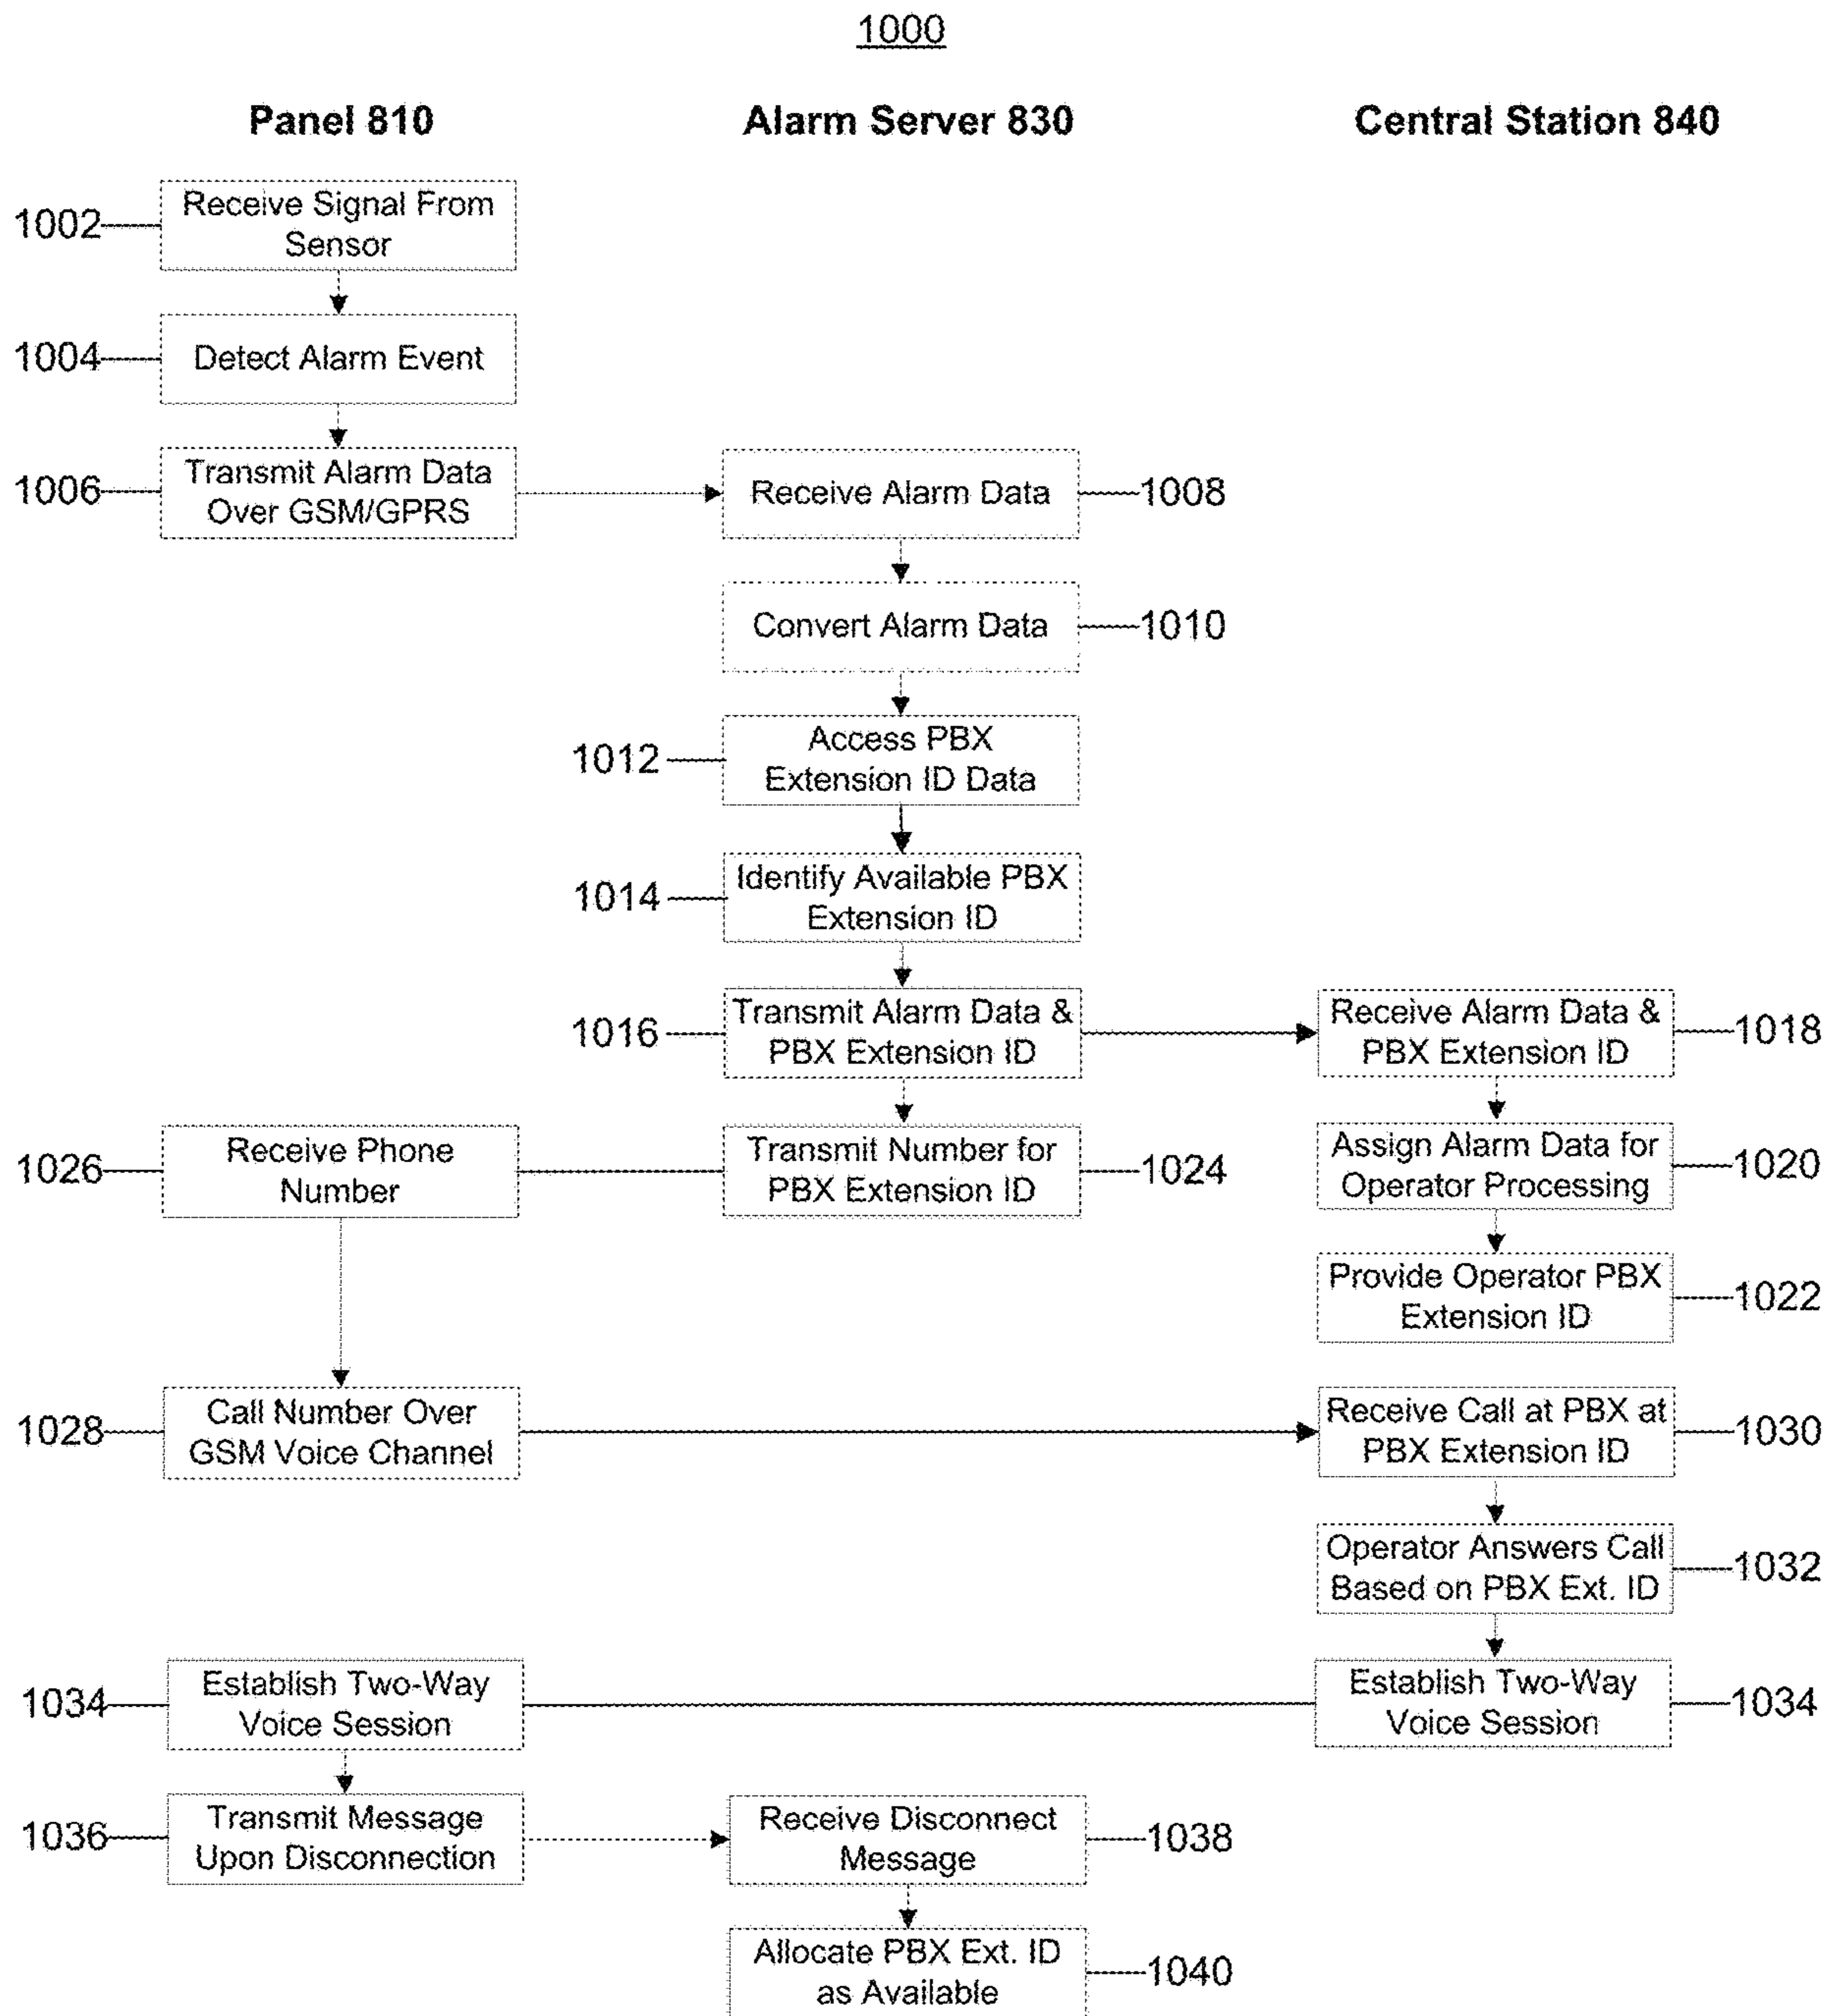 1000
Panel 810
Alarm Server 830
Central Station 840
1002
Receive Signal From
Sensor
1004
Detect Alarm Event
1006
Transmit Alarm Data
Over GSM/GPRS
Receive Alarm Data
1008
Convert Alarm Data
1010
1012
Access PBX
Extension ID Data
1014
Identify Available PBX
Extension ID
1016
Transmit Alarm Data &
PBX Extension ID
Receive Alarm Data &
PBX Extension ID
1018
1026
Receive Phone
Number
Transmit Number for
PBX Extension ID
1024
Assign Alarm Data for
Operator Processing
1020
Provide Operator PBX
Extension ID
1022
1028
Call Number Over
GSM Voice Channel
Receive Call at PBX at
PBX Extension ID
1030
Operator Answers Call
Based on PBX Ext. ID
1032
1034
Establish Two-Way
Voice Session
Establish Two-Way
Voice Session
1034
1036
Transmit Message
Upon Disconnection
Receive Disconnect
Message
1038
Allocate PBX Ext. ID
as Available
1040